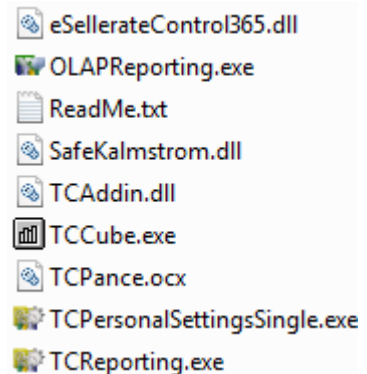 eSellerateControl365.dll
OLAPReporting.exe
ReadMe.txt
SafeKalmstrom.dll
TCAddin.dll
TCCube.exe
TCPance.ocx
TCPersonalSettingsSingle.exe
TCReporting.exe